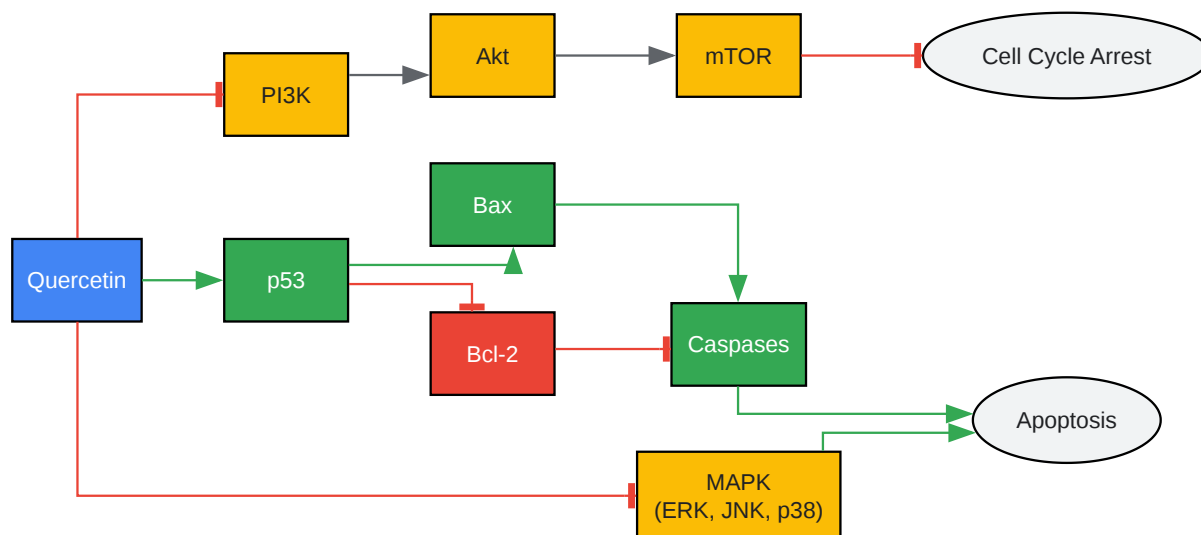 Akt
mTOR
Cell Cycle Arrest
PI3K
Bax
Quercetin
p53
Bcl-2
Caspases
Apoptosis
MAPK
(ERK, JNK, p38)